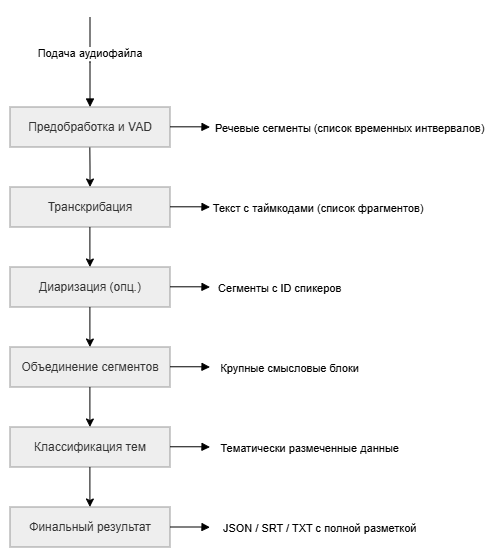 Подача аудиофайла
Предобработка и VAD
Речевые сегменты (список временных интвервалов)
Транскрибация
Текст с таймкодами (список фрагментов)
Диаризация (опц.)
Сегменты с ID спикеров
Объединение сегментов
Крупные смысловые блоки
Классификация тем
Тематически размеченные данные
Финальный результат
JSON / SRT / TXT с полной разметкой